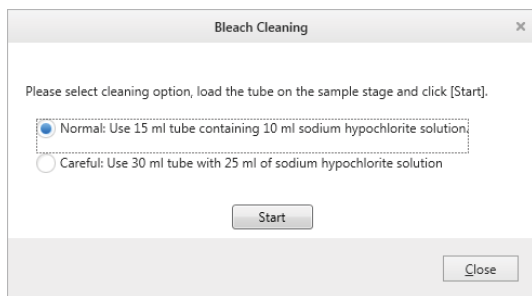 Bleach Cleaning
Please select cleaning option, load the tube on the sample stage and click [Start].
Normal: Use 15 ml tube containing 10 ml sodium hypochlorite solution.
Careful: Use 30 ml tube with 25 ml of sodium hypochlorite solution
Start
Close